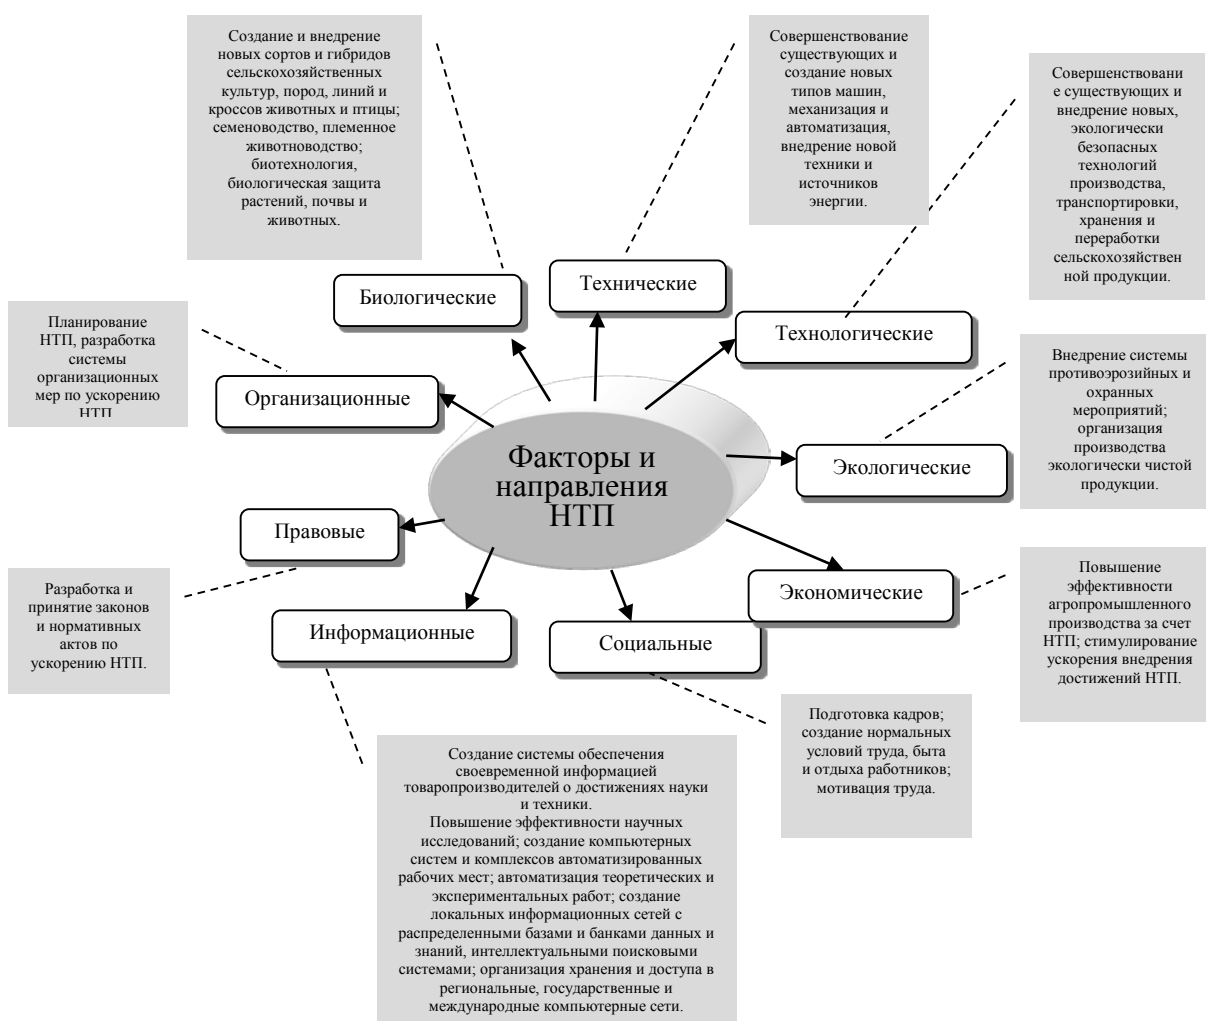 Создание и внедрение
новых сортов и гибридов
сельскохозяйственных
культур, пород, линий и
кроссов животных и птицы;
семеноводство, племенное
животноводство;
биотехнология,
биологическая защита
растений, почвы и
животных.
Совершенствование
существующих и
создание новых
типов машин,
механизация и
автоматизация,
внедрение новой
техники и
источников
энергии.
Совершенствовани
е существующих и
внедрение новых,
экологически
безопасных
технологий
производства,
транспортировки,
хранения и
переработки
сельскохозяйствен
ной продукции.
Биологические
Технические
Технологические
Планирование
НТП, разработка
системы
организационных
мер по ускорению
НТП
Организационные
Внедрение системы
противоэрозийных и
охранных
мероприятий;
организация
производства
экологически чистой
продукции.
Экологические
Факторы и
направления
НТП
Правовые
Разработка и
принятие законов
и нормативных
актов по
ускорению НТП.
Информационные
Социальные
Экономические
Повышение
эффективности
агропромышленного
производства за счет
НТП; стимулирование
ускорения внедрения
достижений НТП.
Подготовка кадров;
создание нормальных
условий труда, быта
и отдыха работников;
мотивация труда.
Создание системы обеспечения
своевременной информацией
товаропроизводителей о достижениях науки
и техники.
Повышение эффективности научных
исследований; создание компьютерных
систем и комплексов автоматизированных
рабочих мест; автоматизация теоретических и
экспериментальных работ; создание
локальных информационных сетей с
распределенными базами и банками данных и
знаний, интеллектуальными поисковыми
системами; организация хранения и доступа в
региональные, государственные и
международные компьютерные сети.